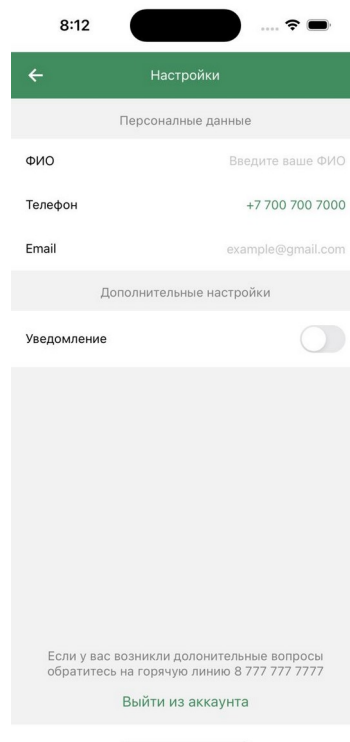 8:12
Настройки
Персоналные данные
ФИО Введите ваше ФИО
Телефон +7 700 700 7000
Email example@gmail.com
Дополнительные настройки
Уведомление
Если у вас возникли долонительные вопросы
обратитесь на горячую линию 8 777 777 7777
Выйти из аккаунта